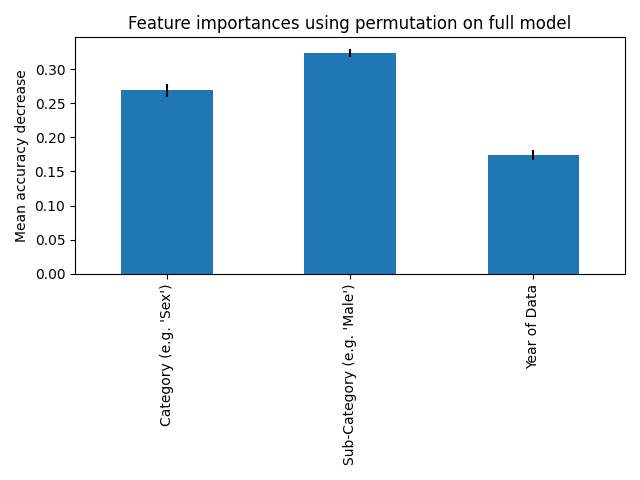 Feature importances using permutation on full model
Mean accuracy decrease
0.30
0.25
0.20
0.15
0.10
0.05
0.00
Category (e.g. 'Sex')
Sub-Category (e.g. 'Male')
Year of Data